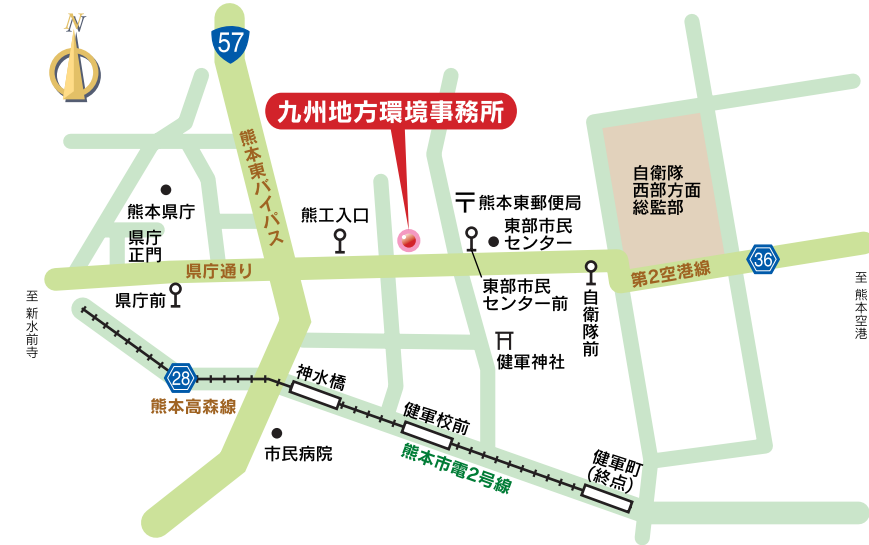 N
57
九州地方環境事務所
熊本東バイパス
自衛隊
西部方面
総監部
熊本県庁
熊工入口
熊本東郵便局
東部市民
センター
県庁
正門
県庁通り
第2空港線
36
県庁前
東部市民
センター前
自衛隊前
至 新水前寺
至 熊本空港
健軍神社
28
神水橋
熊本高森線
健軍校前
市民病院
熊本市電2号線
健軍町
(終点)